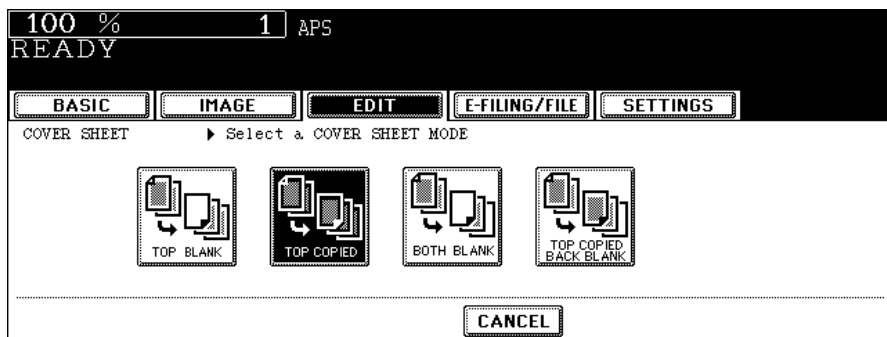 100 % 1 APS
READY
BASIC IMAGE EDIT E-FILING/FILE SETTINGS
COVER SHEET Select a COVER SHEET MODE
TOP BLANK TOP COPIED BOTH BLANK TOP COPIED
BACK BLANK
CANCEL